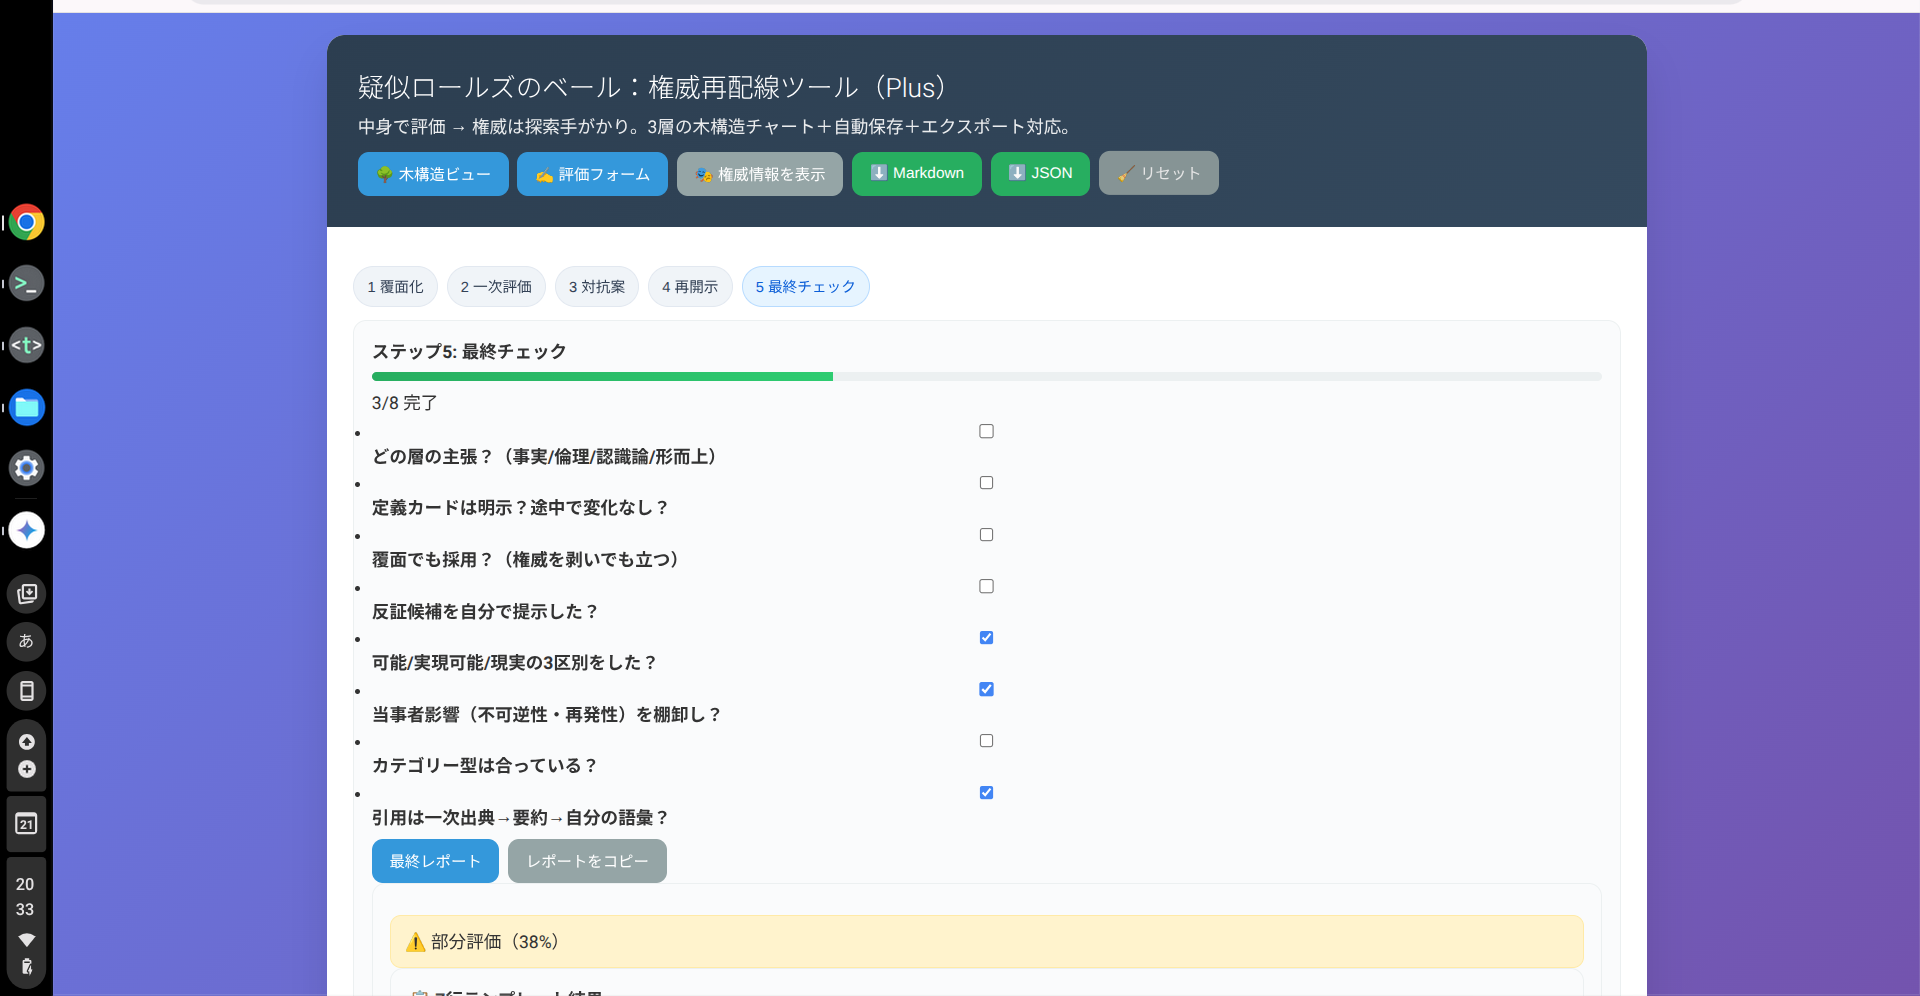 疑似ロールズのベール：権威再配線ツール（Plus）
中身で評価 → 権威は探索手がかり。3層の木構造チャート＋自動保存＋エクスポート対応。
🌳 木構造ビュー ✍️ 評価フォーム 🎭 権威情報を表示 ⬇️ Markdown ⬇️ JSON 🧹 リセット
1 覆面化 2 一次評価 3 対抗案 4 再開示 5 最終チェック
ステップ5: 最終チェック
3/8 完了
どの層の主張？（事実/倫理/認識論/形而上）
定義カードは明示？途中で変化なし？
覆面でも採用？（権威を剥いでも立つ）
反証候補を自分で提示した？
可能/実現可能/現実の3区別をした？
当事者影響（不可逆性・再発性）を棚卸し？
カテゴリー型は合っている？
引用は一次出典→要約→自分の語彙？
最終レポート レポートをコピー
⚠️ 部分評価（38%）
📋 7行テンプレート結果
>_
<t>
あ
21
20
33